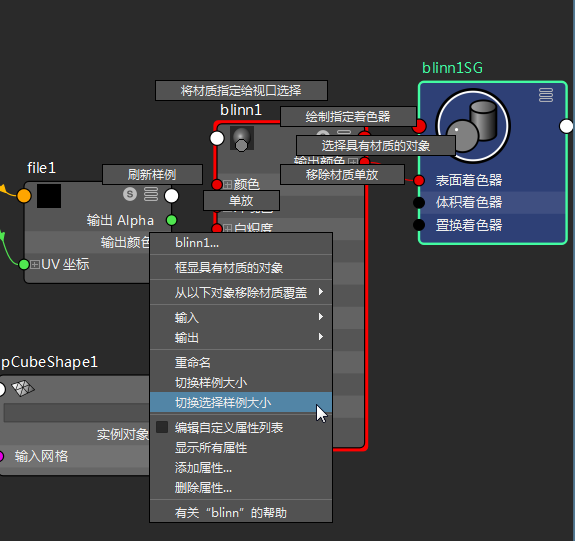 blinn1SG
将材质指定给视口选择
blinn1
绘制指定着色器
选择具有材质的对象
输出颜色
移除材质单放
file1
刷新样例
S
颜色
单放
白炽度
输出 Alpha
输出颜色
UV 坐标
表面着色器
体积着色器
置换着色器
blinn1...
框显具有材质的对象
从以下对象移除材质覆盖
输入
输出
重命名
切换样例大小
切换选择样例大小
编辑自定义属性列表
显示所有属性
添加属性...
删除属性...
有关“blinn”的帮助
pCubeShape1
实例对象
输入网格